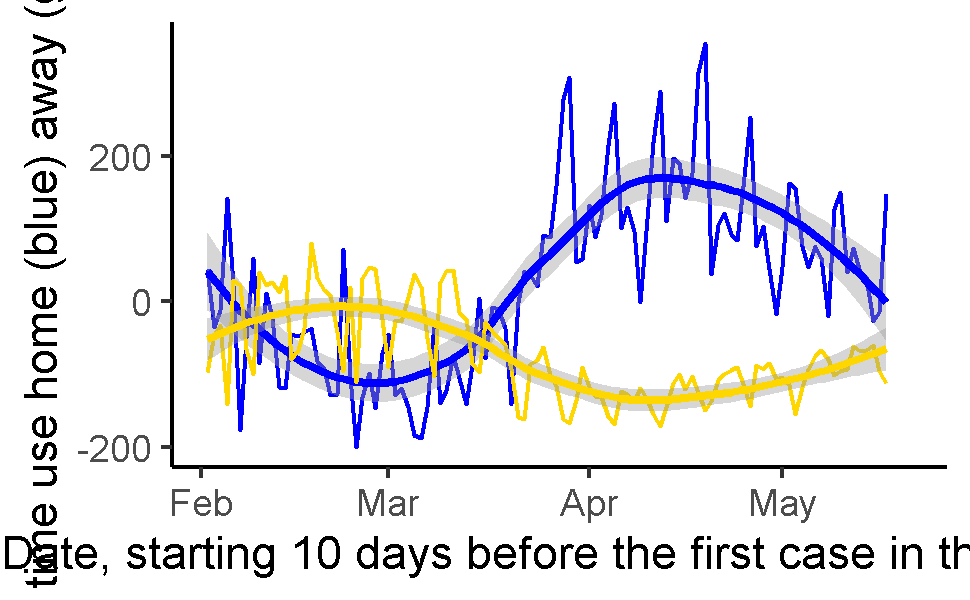 time use home (blue) away (
200
0
-200
Feb Mar Apr May
Date, starting 10 days before the first case in th